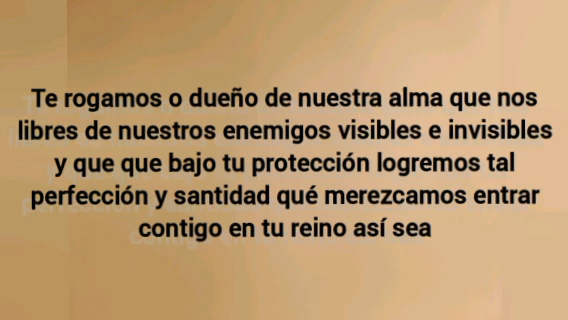 Te rogamos o dueño de nuestra alma que nos
libres de nuestros enemigos visibles e invisibles
y que que bajo tu protección logremos tal
perfección y santidad qué merezcamos entrar
contigo en tu reino así sea